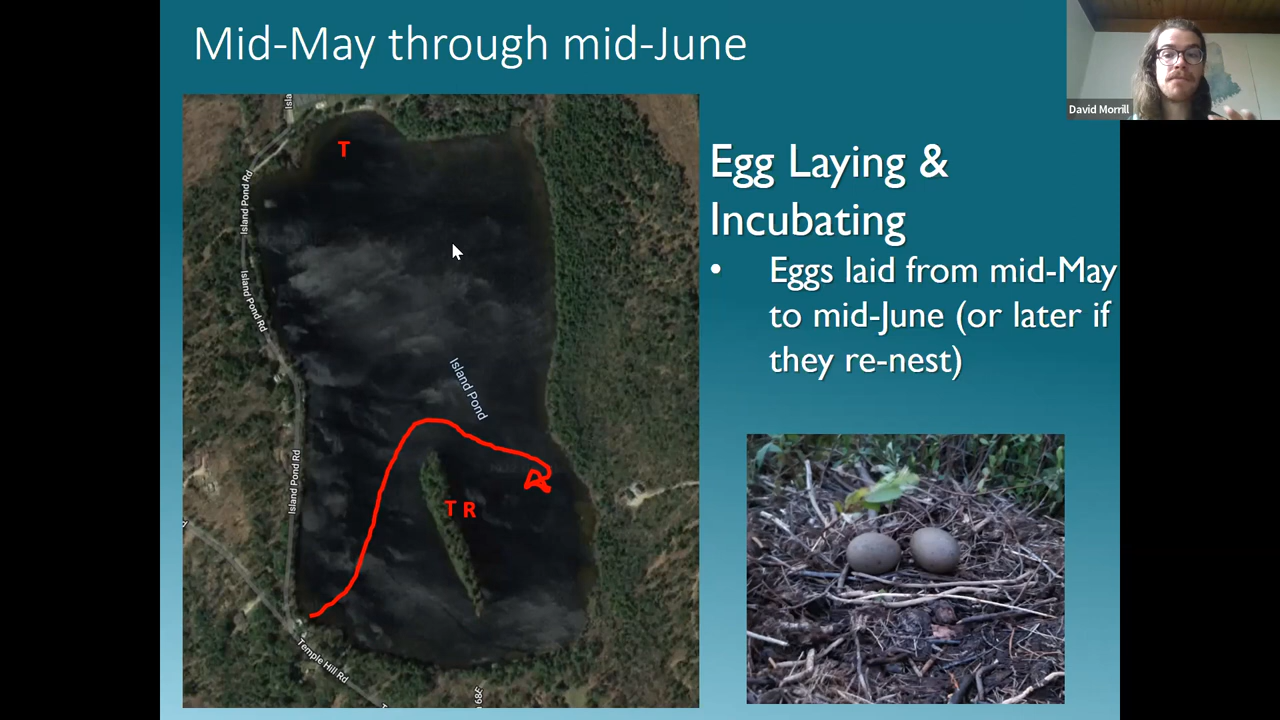 Mid-May through mid-June
David Morrill
Egg Laying &
Incubating
• Eggs laid from mid-May
to mid-June (or later if
they re-nest)
Isla
T
Island Pond Rd
Island Pond Rd
Island Pond
Island Pond Rd
T R
Temple Hill Rd